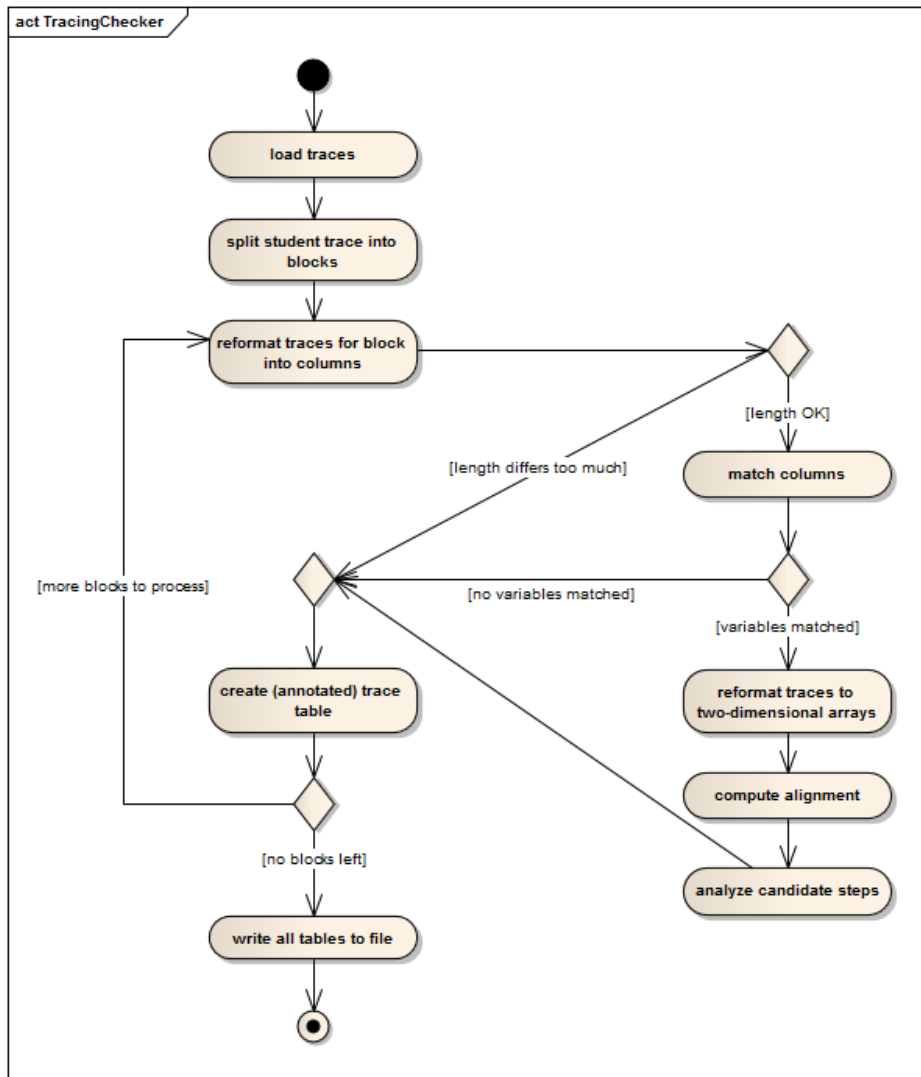 act TracingChecker
load traces
split student trace into
blocks
reformat traces for block
into columns
[length OK]
[length differs too much]
match columns
[more blocks to process]
[no variables matched]
[variables matched]
create (annotated) trace
table
reformat traces to
two-dimensional arrays
compute alignment
[no blocks left]
analyze candidate steps
write all tables to file